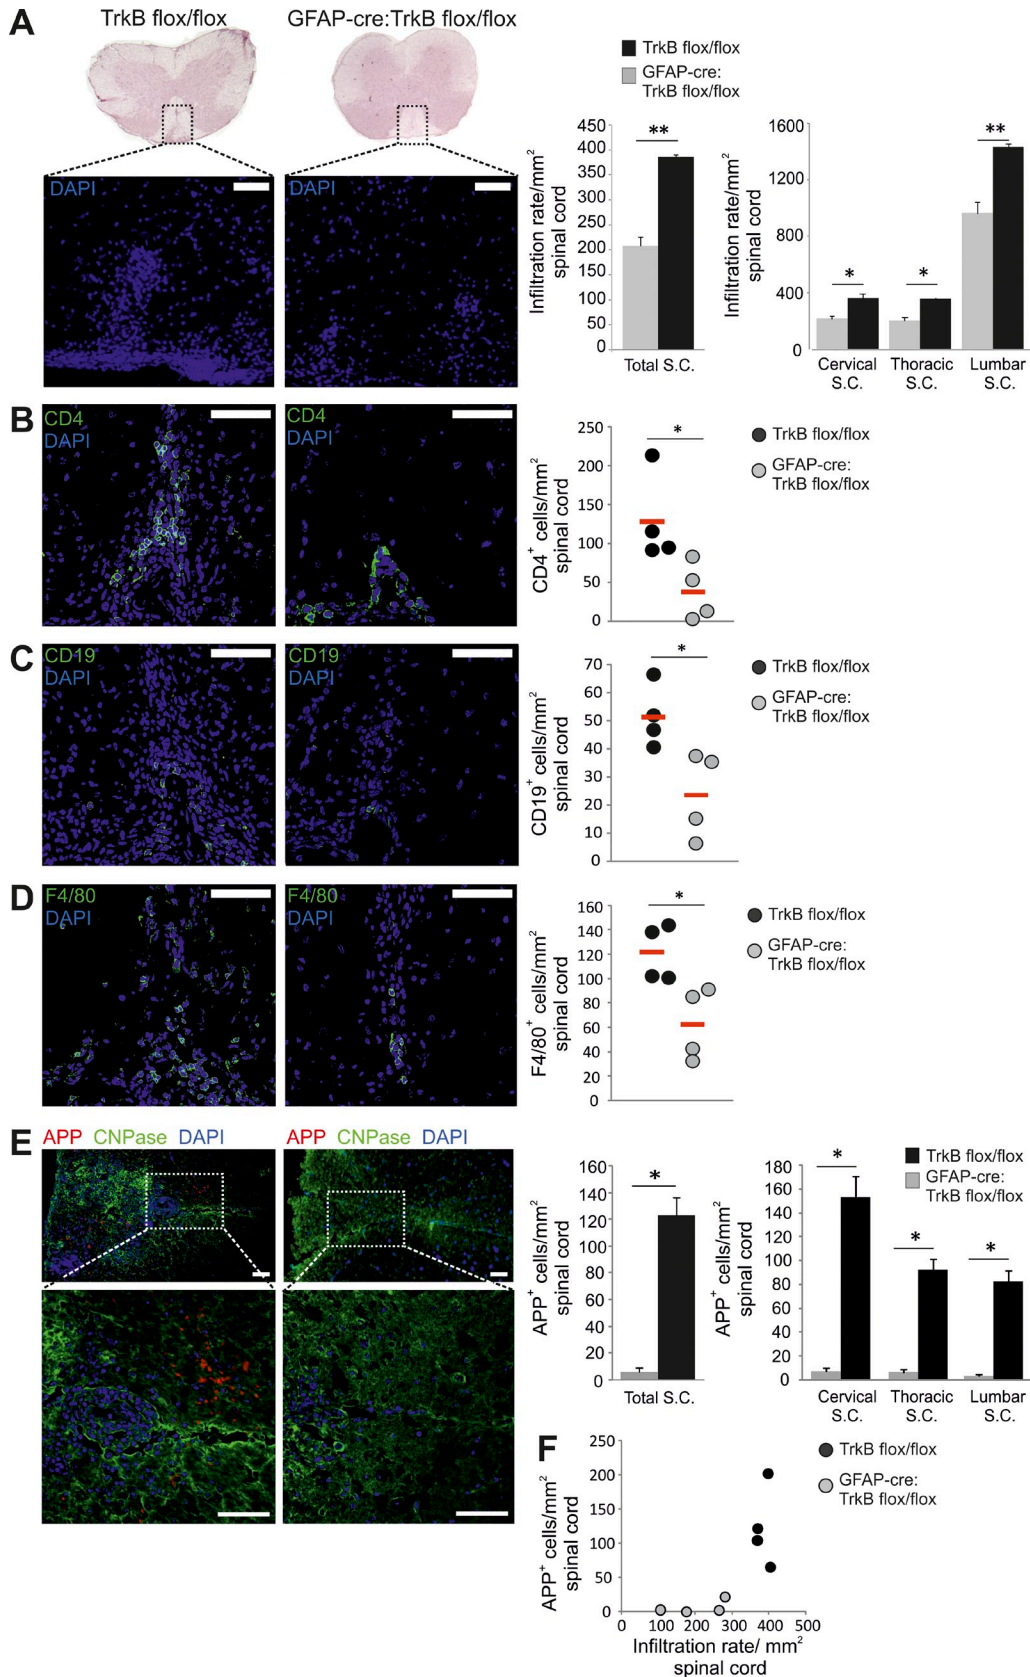 A
TrkB flox/flox
GFAP-cre:TrkB flox/flox
DAPI
DAPI
TrkB flox/flox
GFAP-cre:
TrkB flox/flox
Infiltration rate/mm²
spinal cord
450
400
350
300
250
200
150
100
50
0
**
Total S.C.
Infiltration rate/mm²
spinal cord
1600
1200
800
400
0
*
*
**
Cervical
S.C.
Thoracic
S.C.
Lumbar
S.C.
B
CD4
DAPI
CD4
DAPI
CD4⁺ cells/mm²
spinal cord
250
200
150
100
50
0
*
TrkB flox/flox
GFAP-cre:
TrkB flox/flox
C
CD19
DAPI
CD19
DAPI
CD19⁺ cells/mm²
spinal cord
70
60
50
40
30
20
10
0
*
TrkB flox/flox
GFAP-cre:
TrkB flox/flox
D
F4/80
DAPI
F4/80
DAPI
F4/80⁺ cells/mm²
spinal cord
160
140
120
100
80
60
40
20
0
*
TrkB flox/flox
GFAP-cre:
TrkB flox/flox
E
APP CNPase DAPI
APP CNPase DAPI
APP⁺ cells/mm²
spinal cord
160
140
120
100
80
60
40
20
0
*
Total S.C.
APP⁺ cells/mm²
spinal cord
180
160
140
120
100
80
60
40
20
0
*
*
*
TrkB flox/flox
GFAP-cre:
TrkB flox/flox
Cervical
S.C.
Thoracic
S.C.
Lumbar
S.C.
F
APP⁺ cells/mm²
spinal cord
250
200
150
100
50
0
0 100 200 300 400 500
Infiltration rate/ mm²
spinal cord
TrkB flox/flox
GFAP-cre:
TrkB flox/flox